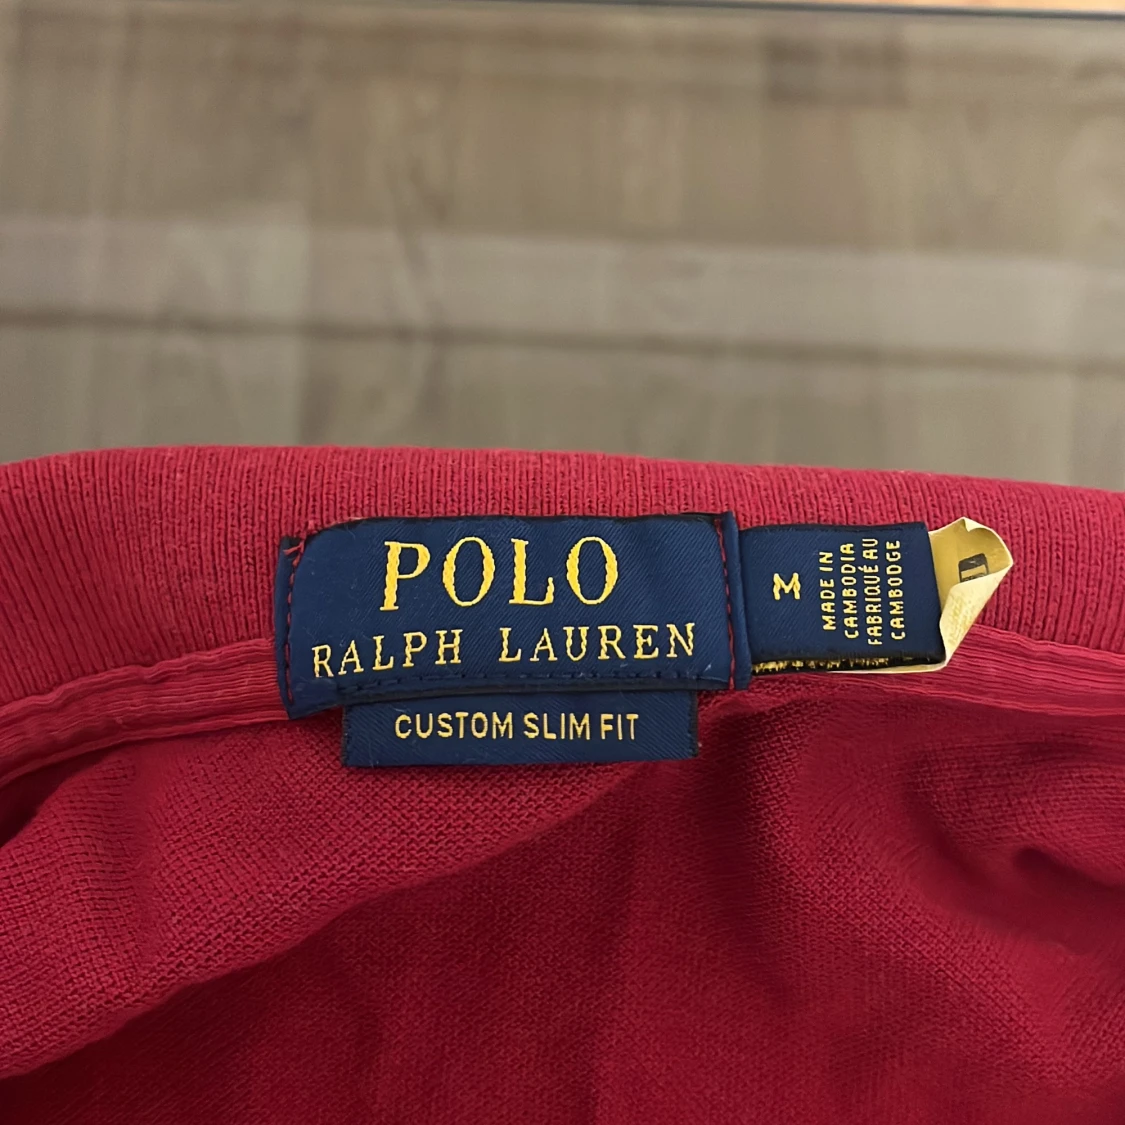 POLO
RALPH LAUREN
CUSTOM SLIM FIT
M
MADE IN
CAMBODIA
FABRIQUÉ AU
CAMBODGE